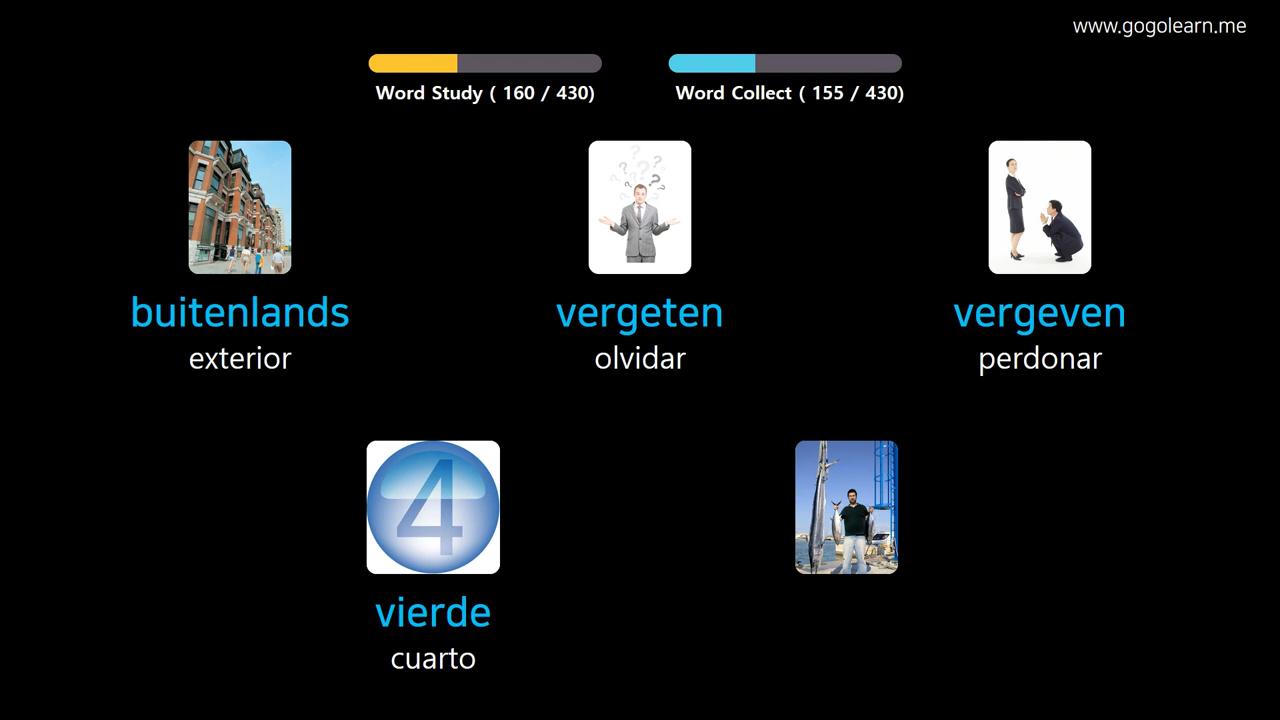 www.gogolearn.me
Word Study ( 160 / 430)
Word Collect ( 155 / 430)
buitenlands
exterior
vergeten
olvidar
vergeven
perdonar
4
vierde
cuarto